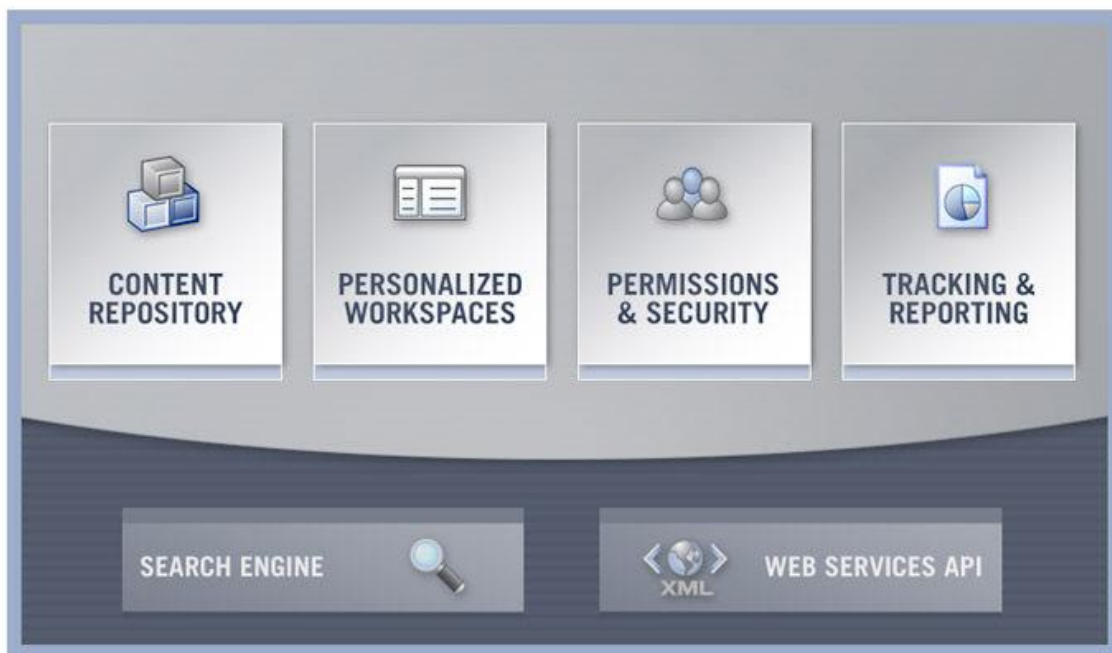 CONTENT
REPOSITORY
PERSONALIZED
WORKSPACES
PERMISSIONS
& SECURITY
TRACKING &
REPORTING
SEARCH ENGINE
XML
WEB SERVICES API